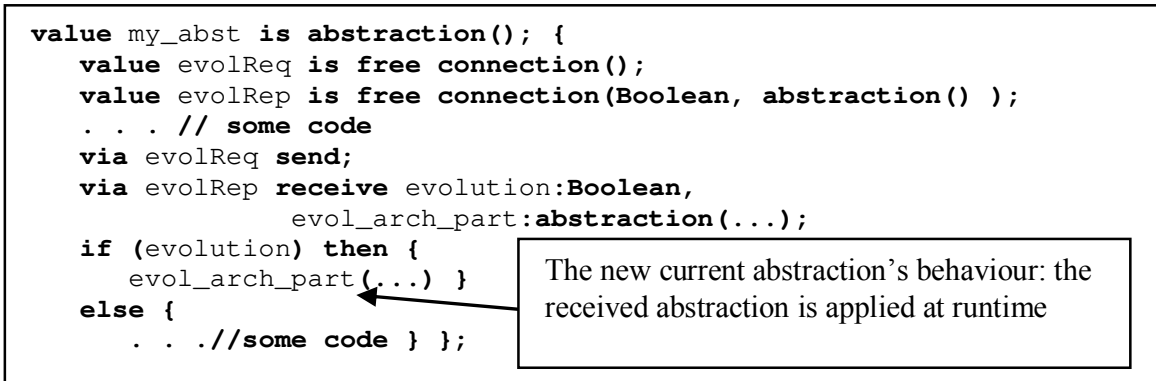 value my_abst is abstraction(); {
value evolReq is free connection();
value evolRep is free connection(Boolean, abstraction() );
. . . // some code
via evolReq send;
via evolRep receive evolution:Boolean,
evol_arch_part:abstraction(...);
if (evolution) then {
evol_arch_part(...) }
else {
. . .//some code } };
The new current abstraction’s behaviour: the
received abstraction is applied at runtime